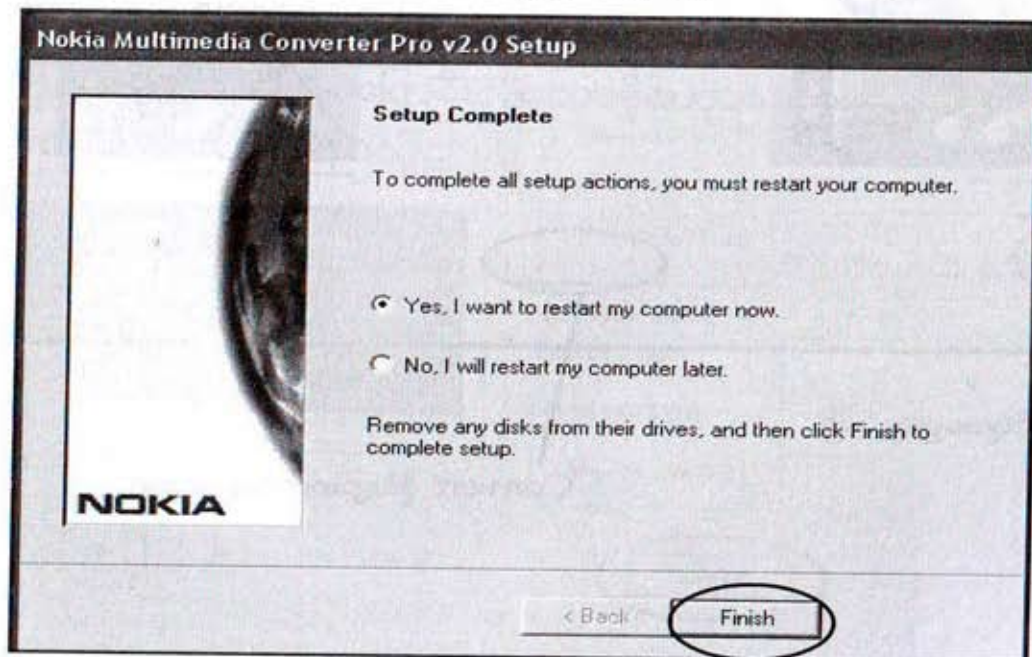 Nokia Multimedia Converter Pro v2.0 Setup
Setup Complete
To complete all setup actions, you must restart your computer.
Yes, I want to restart my computer now.
No, I will restart my computer later.
Remove any disks from their drives, and then click Finish to
complete setup.
NOKIA
< Back
Finish